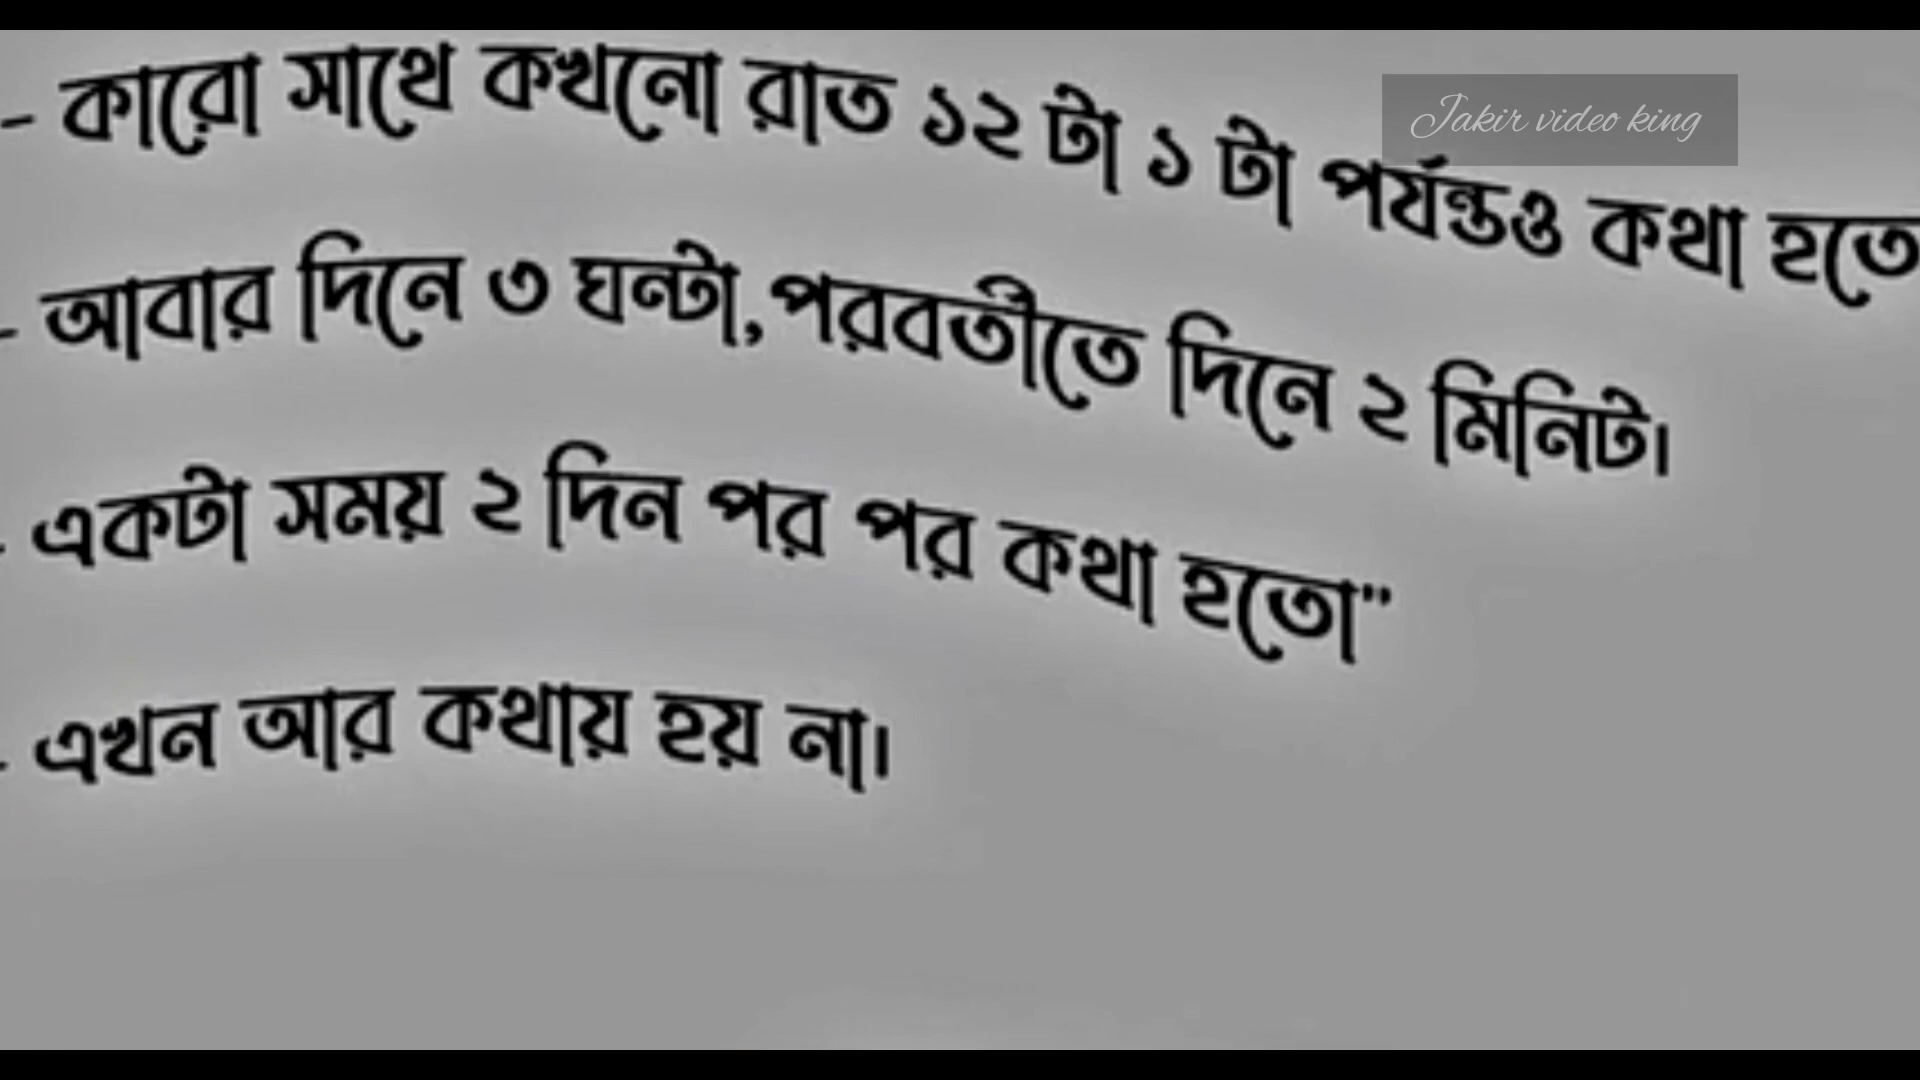 - কারো সাথে কখনো রাত ১২ টা ১ টা পর্যন্তও কথা হতে
- আবার দিনে ৩ ঘন্টা,পরবর্তীতে দিনে ২ মিনিট।
- একটা সময় ২ দিন পর পর কথা হতো"
- এখন আর কথায় হয় না।
Jakir video king